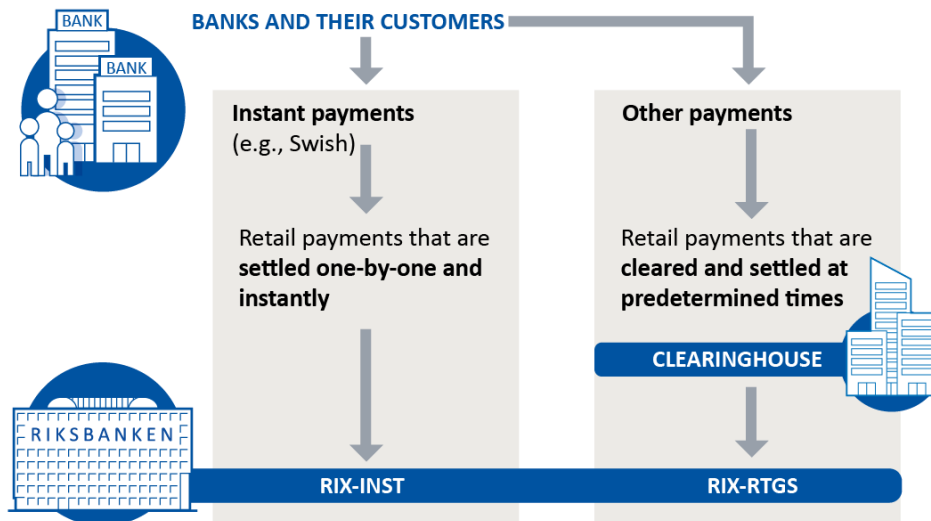 BANK
BANK
BANKS AND THEIR CUSTOMERS
Instant payments
(e.g., Swish)
Retail payments that are
settled one-by-one and
instantly
Other payments
Retail payments that are
cleared and settled at
predetermined times
CLEARINGHOUSE
RIKSBANKEN
RIX-INST
RIX-RTGS